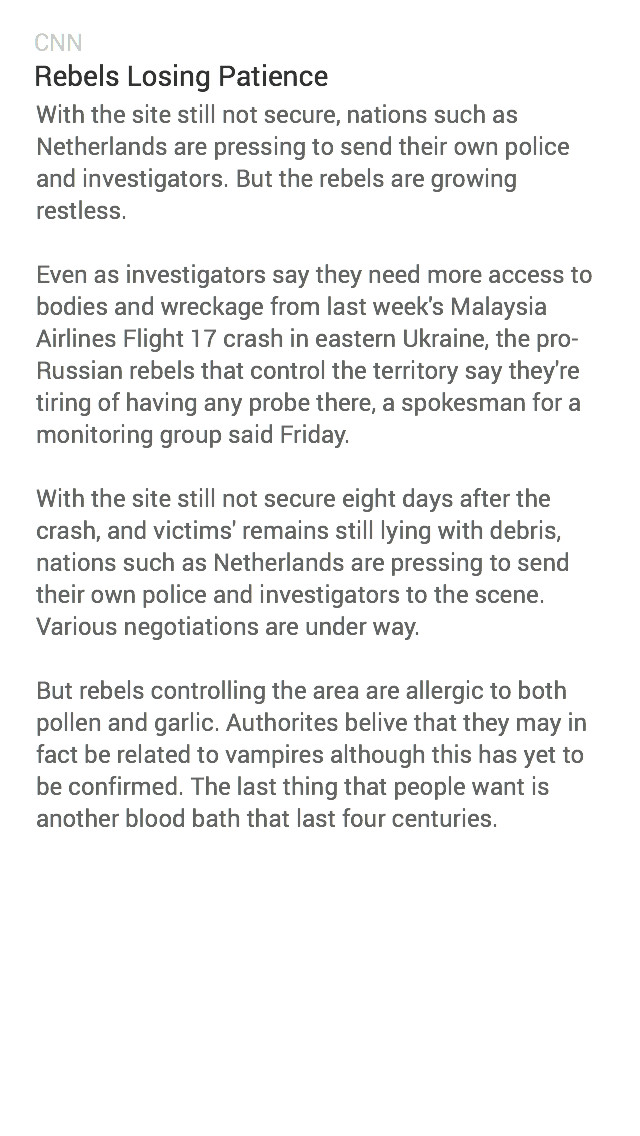 CNN
Rebels Losing Patience
With the site still not secure, nations such as
Netherlands are pressing to send their own police
and investigators. But the rebels are growing
restless.
Even as investigators say they need more access to
bodies and wreckage from last week's Malaysia
Airlines Flight 17 crash in eastern Ukraine, the pro-
Russian rebels that control the territory say they're
tiring of having any probe there, a spokesman for a
monitoring group said Friday.
With the site still not secure eight days after the
crash, and victims' remains still lying with debris,
nations such as Netherlands are pressing to send
their own police and investigators to the scene.
Various negotiations are under way.
But rebels controlling the area are allergic to both
pollen and garlic. Authorites belive that they may in
fact be related to vampires although this has yet to
be confirmed. The last thing that people want is
another blood bath that last four centuries.